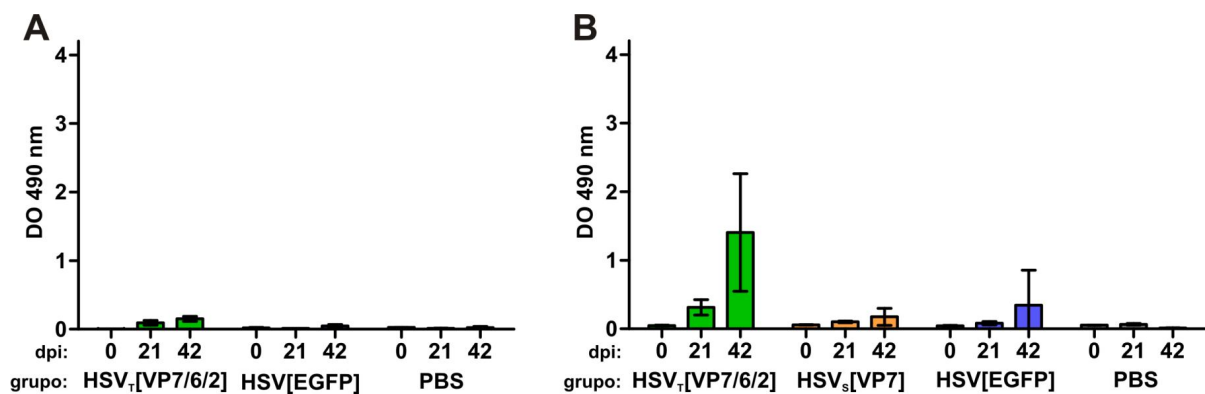 A
DO 490 nm
4
3
2
1
0
dpi: 0 21 42 0 21 42 0 21 42
grupo: HSVT[VP7/6/2] HSV[EGFP] PBS
B
DO 490 nm
4
3
2
1
0
dpi: 0 21 42 0 21 42 0 21 42 0 21 42
grupo: HSVT[VP7/6/2] HSVS[VP7] HSV[EGFP] PBS